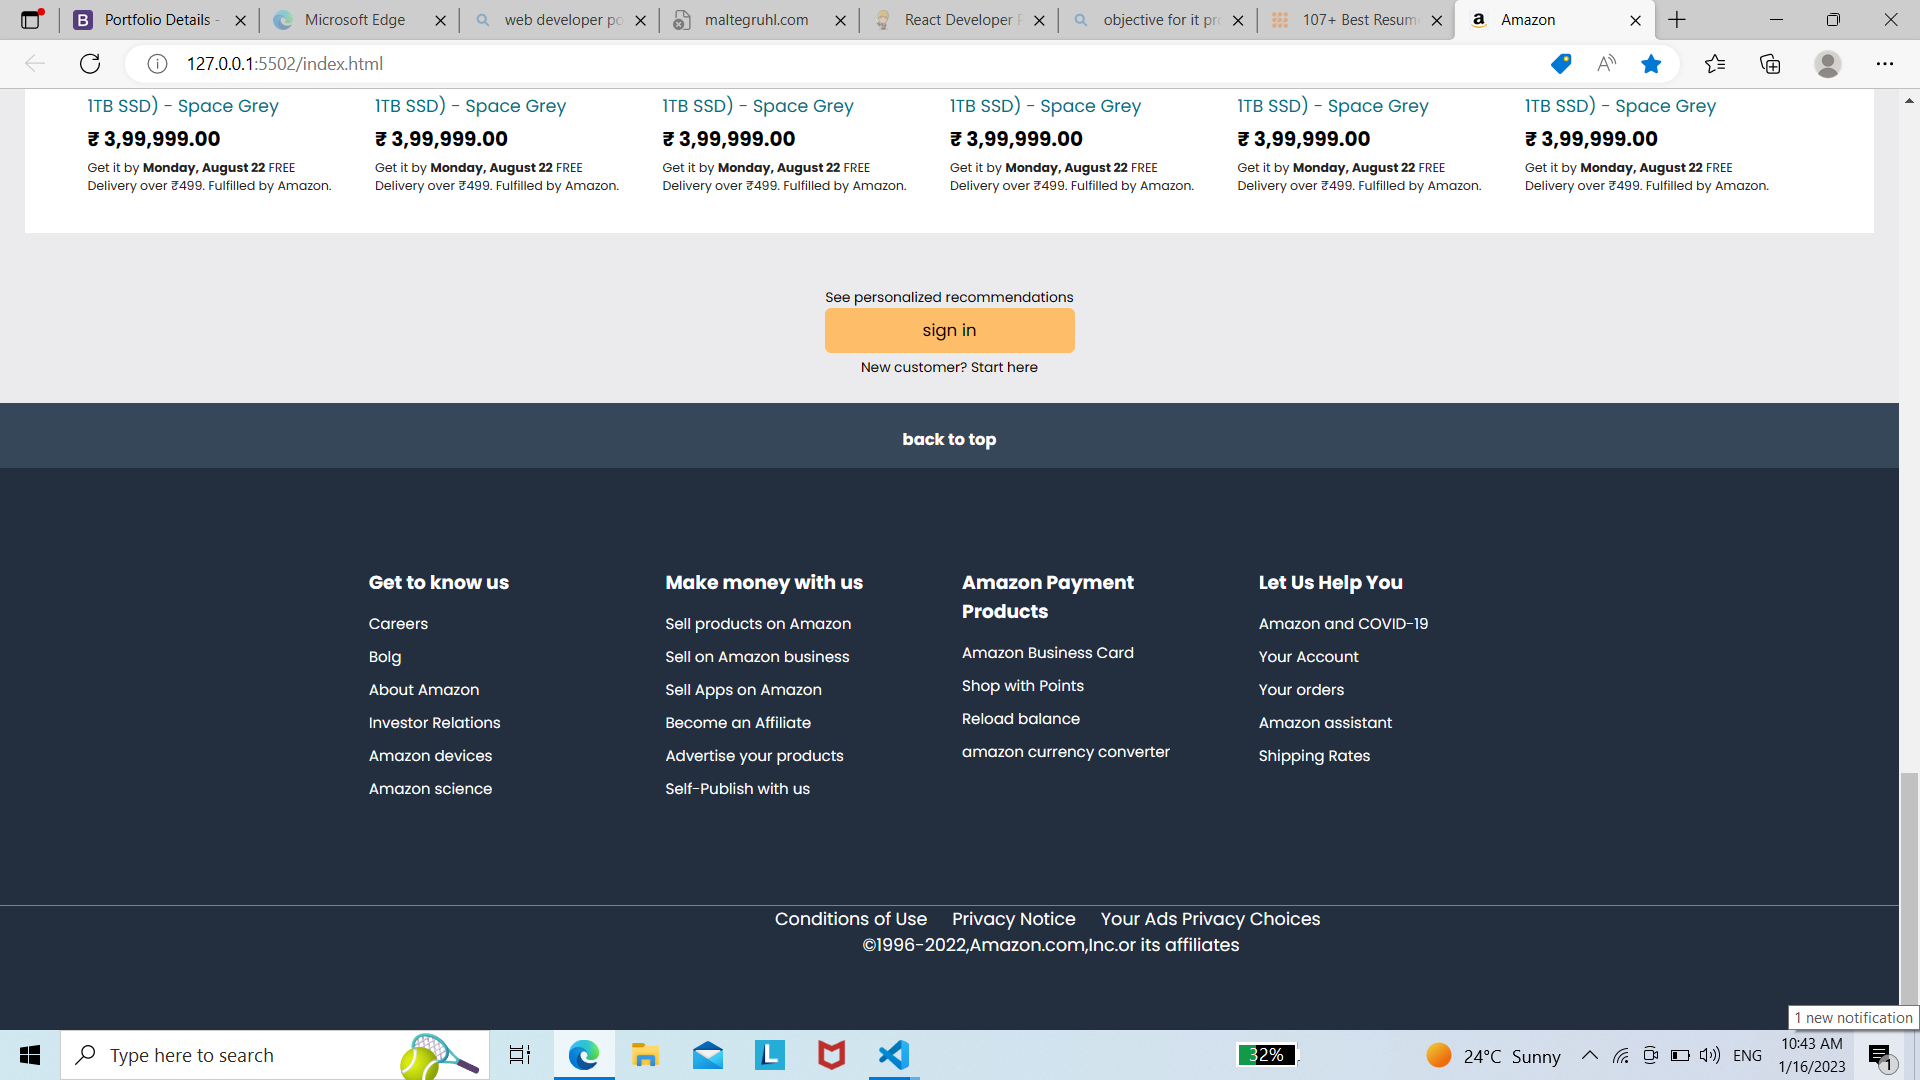 Portfolio Details -
Microsoft Edge
web developer po
maltegruhl.com
React Developer P
objective for it pro
107+ Best Resum
Amazon
127.0.0.1:5502/index.html
1TB SSD) - Space Grey 1TB SSD) - Space Grey 1TB SSD) - Space Grey 1TB SSD) - Space Grey 1TB SSD) - Space Grey 1TB SSD) - Space Grey
₹ 3,99,999.00 ₹ 3,99,999.00 ₹ 3,99,999.00 ₹ 3,99,999.00 ₹ 3,99,999.00 ₹ 3,99,999.00
Get it by Monday, August 22 FREE Get it by Monday, August 22 FREE Get it by Monday, August 22 FREE Get it by Monday, August 22 FREE Get it by Monday, August 22 FREE Get it by Monday, August 22 FREE
Delivery over ₹499. Fulfilled by Amazon. Delivery over ₹499. Fulfilled by Amazon. Delivery over ₹499. Fulfilled by Amazon. Delivery over ₹499. Fulfilled by Amazon. Delivery over ₹499. Fulfilled by Amazon. Delivery over ₹499. Fulfilled by Amazon.
See personalized recommendations
sign in
New customer? Start here
back to top
Get to know us
Careers
Bolg
About Amazon
Investor Relations
Amazon devices
Amazon science
Make money with us
Sell products on Amazon
Sell on Amazon business
Sell Apps on Amazon
Become an Affiliate
Advertise your products
Self-Publish with us
Amazon Payment
Products
Amazon Business Card
Shop with Points
Reload balance
amazon currency converter
Let Us Help You
Amazon and COVID-19
Your Account
Your orders
Amazon assistant
Shipping Rates
Conditions of Use Privacy Notice Your Ads Privacy Choices
©1996-2022,Amazon.com,Inc.or its affiliates
1 new notification
Type here to search
32%
24°C Sunny
ENG
10:43 AM
1/16/2023
1